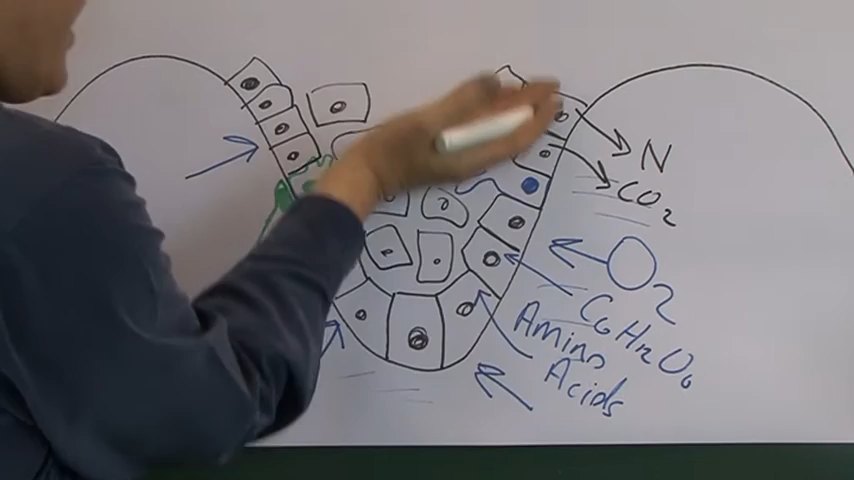 N
CO2
O2
C6H12O6
Amino
Acids